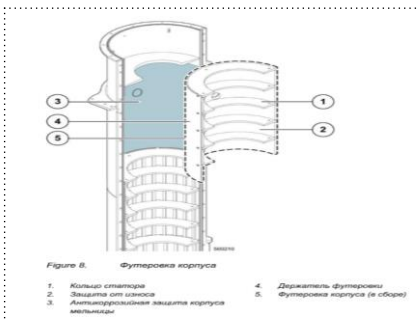 3
4
5
1
2
560210
Figure 8. Футеровка корпуса
1. Кольцо статора
2. Защита от износа
3. Антикоррозийная защита корпуса
мельницы
4. Держатель футеровки
5. Футеровка корпуса (в сборе)